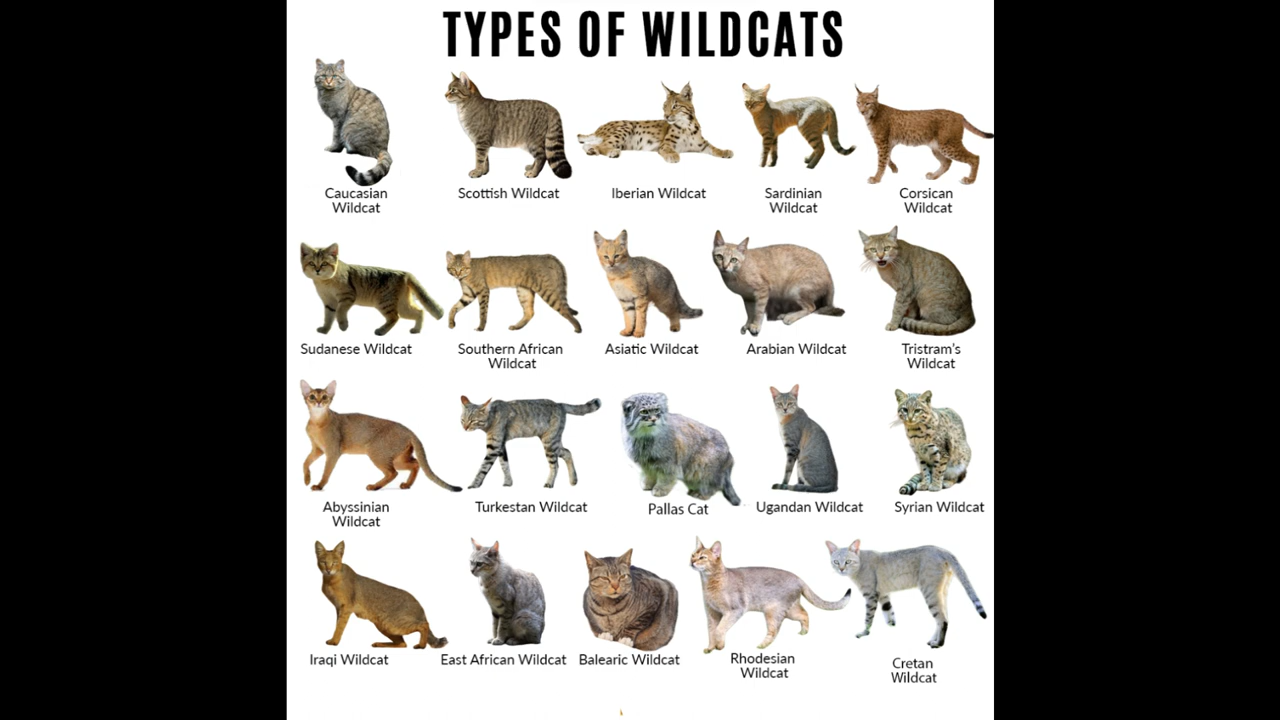 TYPES OF WILDCATS
Caucasian
Wildcat
Scottish Wildcat
Iberian Wildcat
Sardinian
Wildcat
Corsican
Wildcat
Sudanese Wildcat
Southern African
Wildcat
Asiatic Wildcat
Arabian Wildcat
Tristram's
Wildcat
Abyssinian
Wildcat
Turkestan Wildcat
Pallas Cat
Ugandan Wildcat
Syrian Wildcat
Iraqi Wildcat
East African Wildcat
Balearic Wildcat
Rhodesian
Wildcat
Cretan
Wildcat